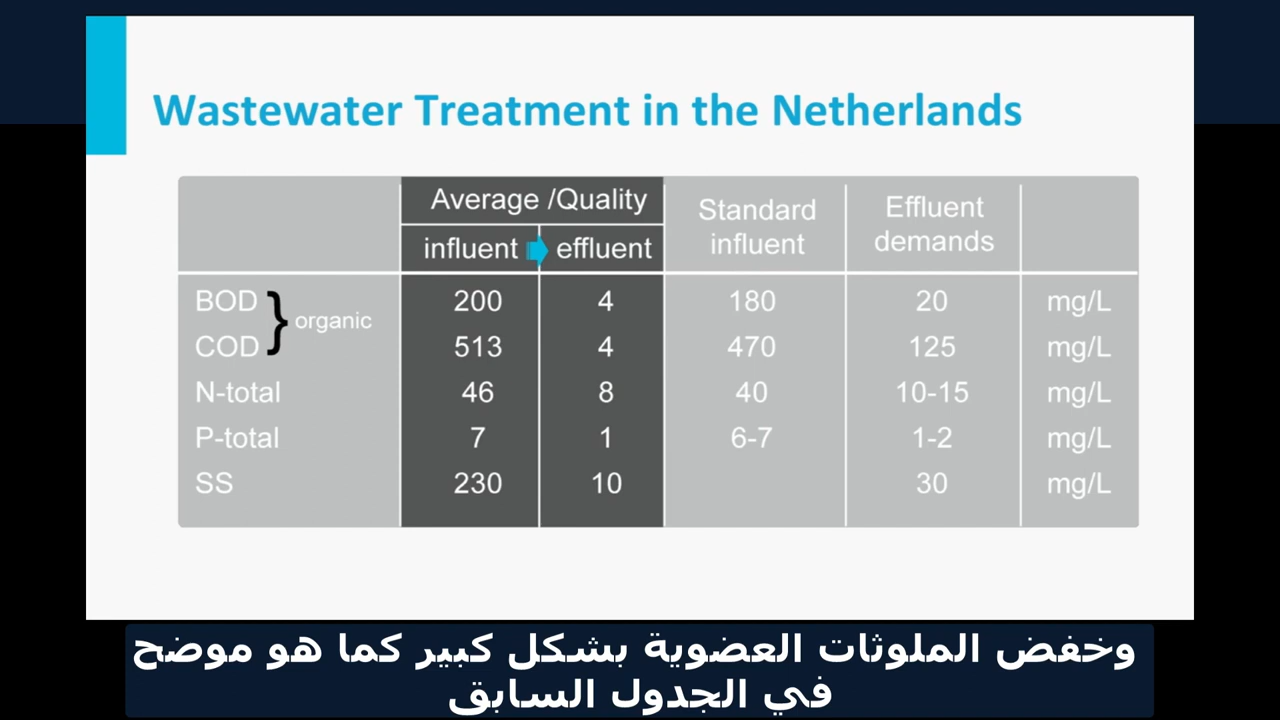 Wastewater Treatment in the Netherlands
Average /Quality Standard influent Effluent demands
influent effluent
BOD 200 4 180 20 mg/L
organic
COD 513 4 470 125 mg/L
N-total 46 8 40 10-15 mg/L
P-total 7 1 6-7 1-2 mg/L
SS 230 10 30 mg/L
وخفض الملوثات العضوية بشكل كبير كما هو موضح
في الجدول السابق